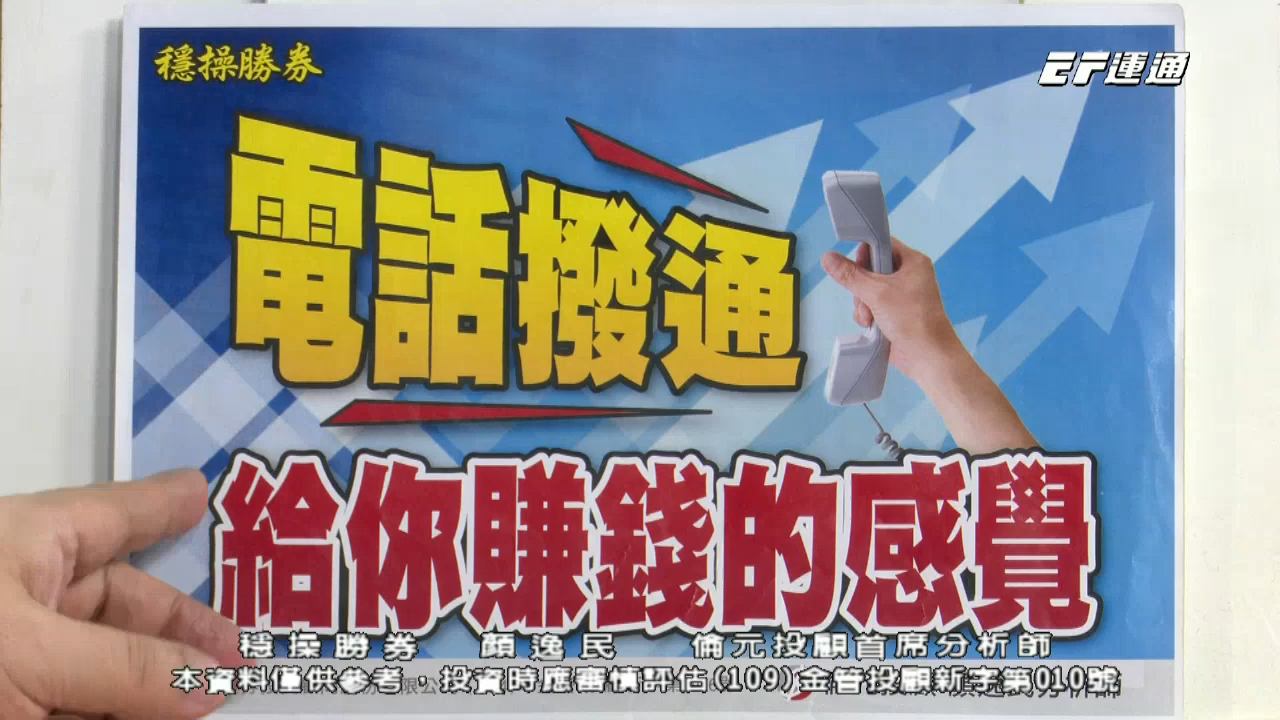 穩操勝券
EF運通
電話撥通
給你賺錢的感覺
穩操勝券 顏逸民 倫元投顧首席分析師
本資料僅供參考，投資時應審慎評估(109)金管投顧新字第010號